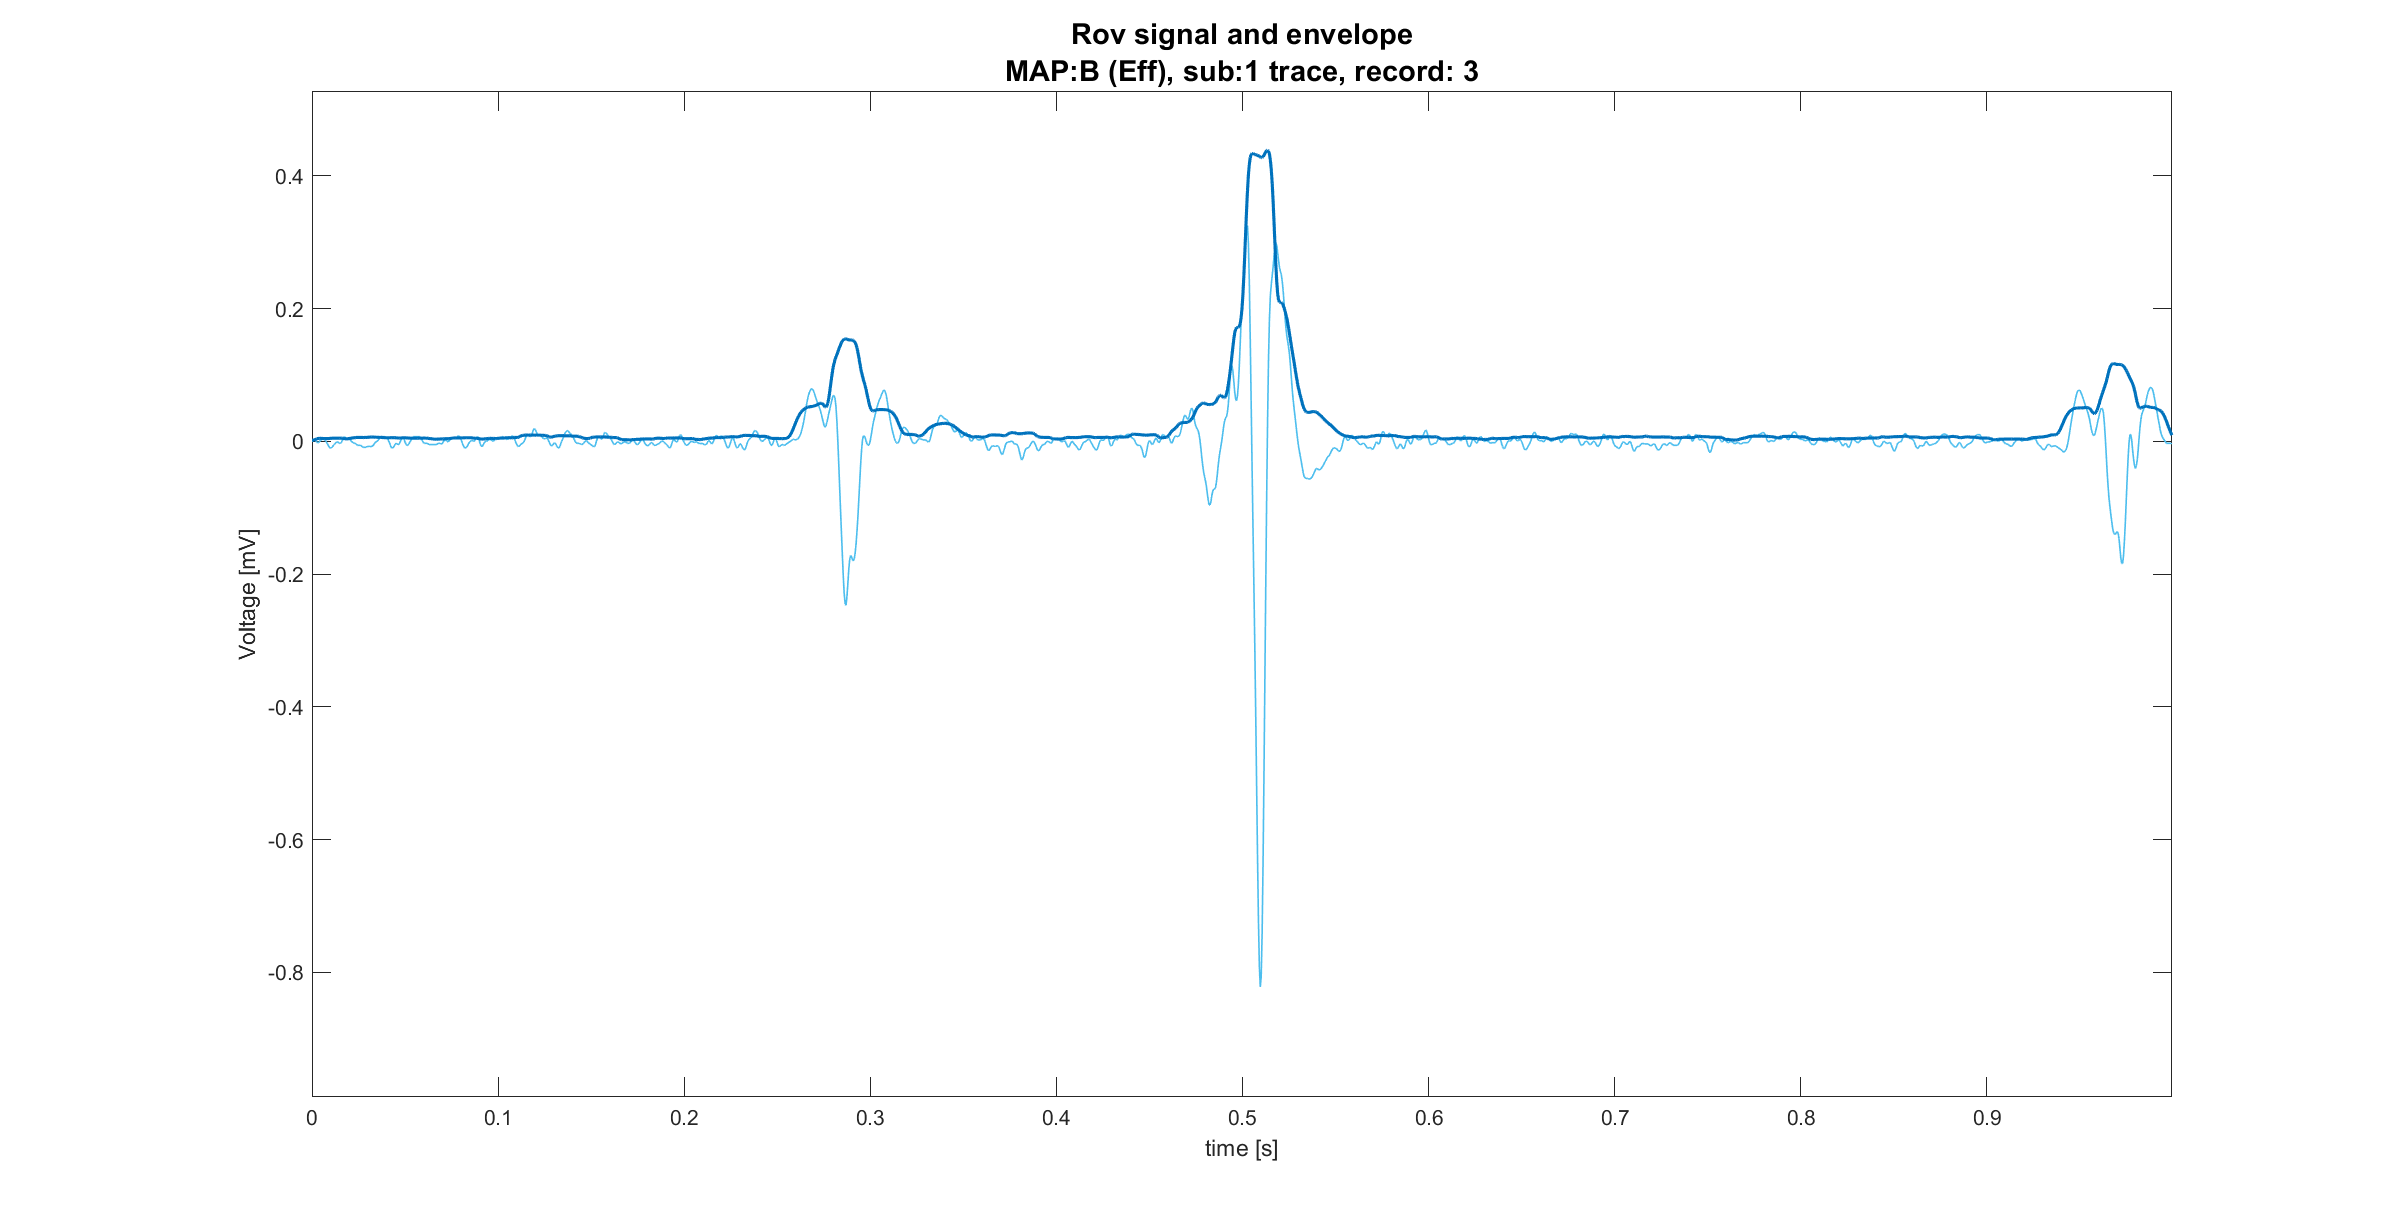 Rov signal and envelope
MAP:B (Eff), sub:1 trace, record: 3
0.4
0.2
0
-0.2
-0.4
-0.6
-0.8
Voltage [mV]
0 0.1 0.2 0.3 0.4 0.5 0.6 0.7 0.8 0.9
time [s]